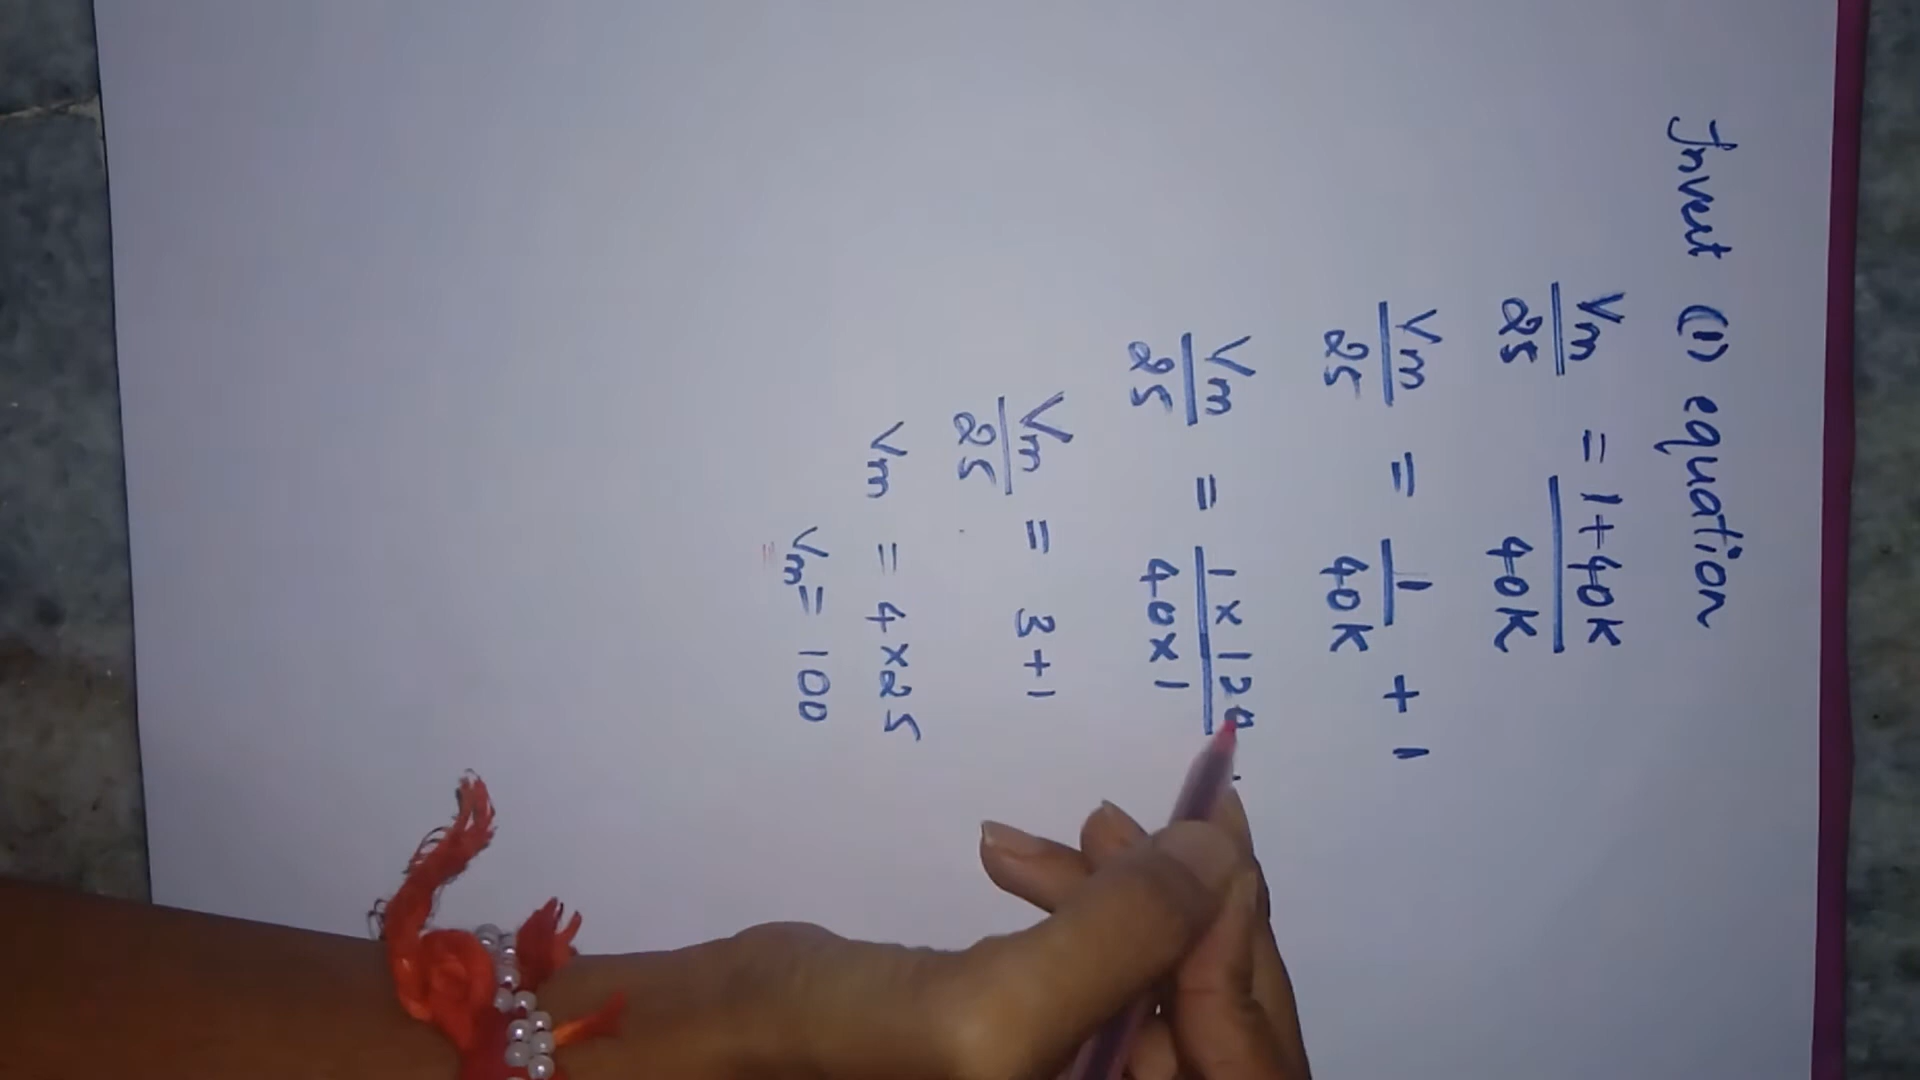 Invert (1) equation
Vm/25 = 1+40K/40K
Vm/25 = 1/40K + 1
Vm/25 = 1×120/40×1
Vm/25 = 3+1
Vm = 4×25
Vm = 100